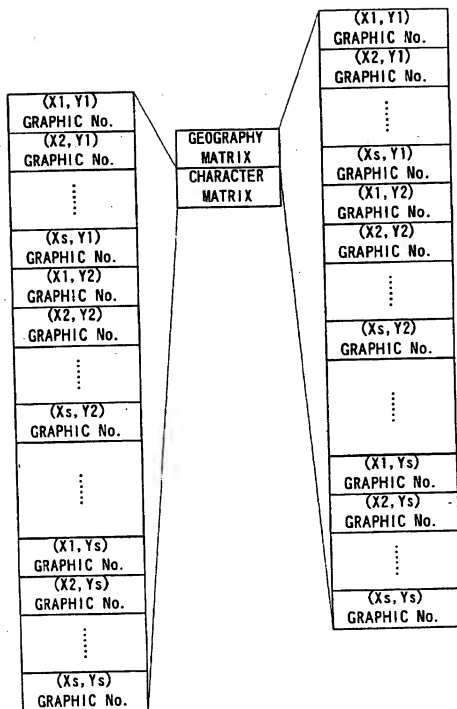 (X1, Y1)
GRAPHIC No.
(X2, Y1)
GRAPHIC No.
(Xs, Y1)
GRAPHIC No.
(X1, Y2)
GRAPHIC No.
(X2, Y2)
GRAPHIC No.
(Xs, Y2)
GRAPHIC No.
(X1, Ys)
GRAPHIC No.
(X2, Ys)
GRAPHIC No.
(Xs, Ys)
GRAPHIC No.
GEOGRAPHY
MATRIX
CHARACTER
MATRIX
(X1, Y1)
GRAPHIC No.
(X2, Y1)
GRAPHIC No.
(Xs, Y1)
GRAPHIC No.
(X1, Y2)
GRAPHIC No.
(X2, Y2)
GRAPHIC No.
(Xs, Y2)
GRAPHIC No.
(X1, Ys)
GRAPHIC No.
(X2, Ys)
GRAPHIC No.
(Xs, Ys)
GRAPHIC No.